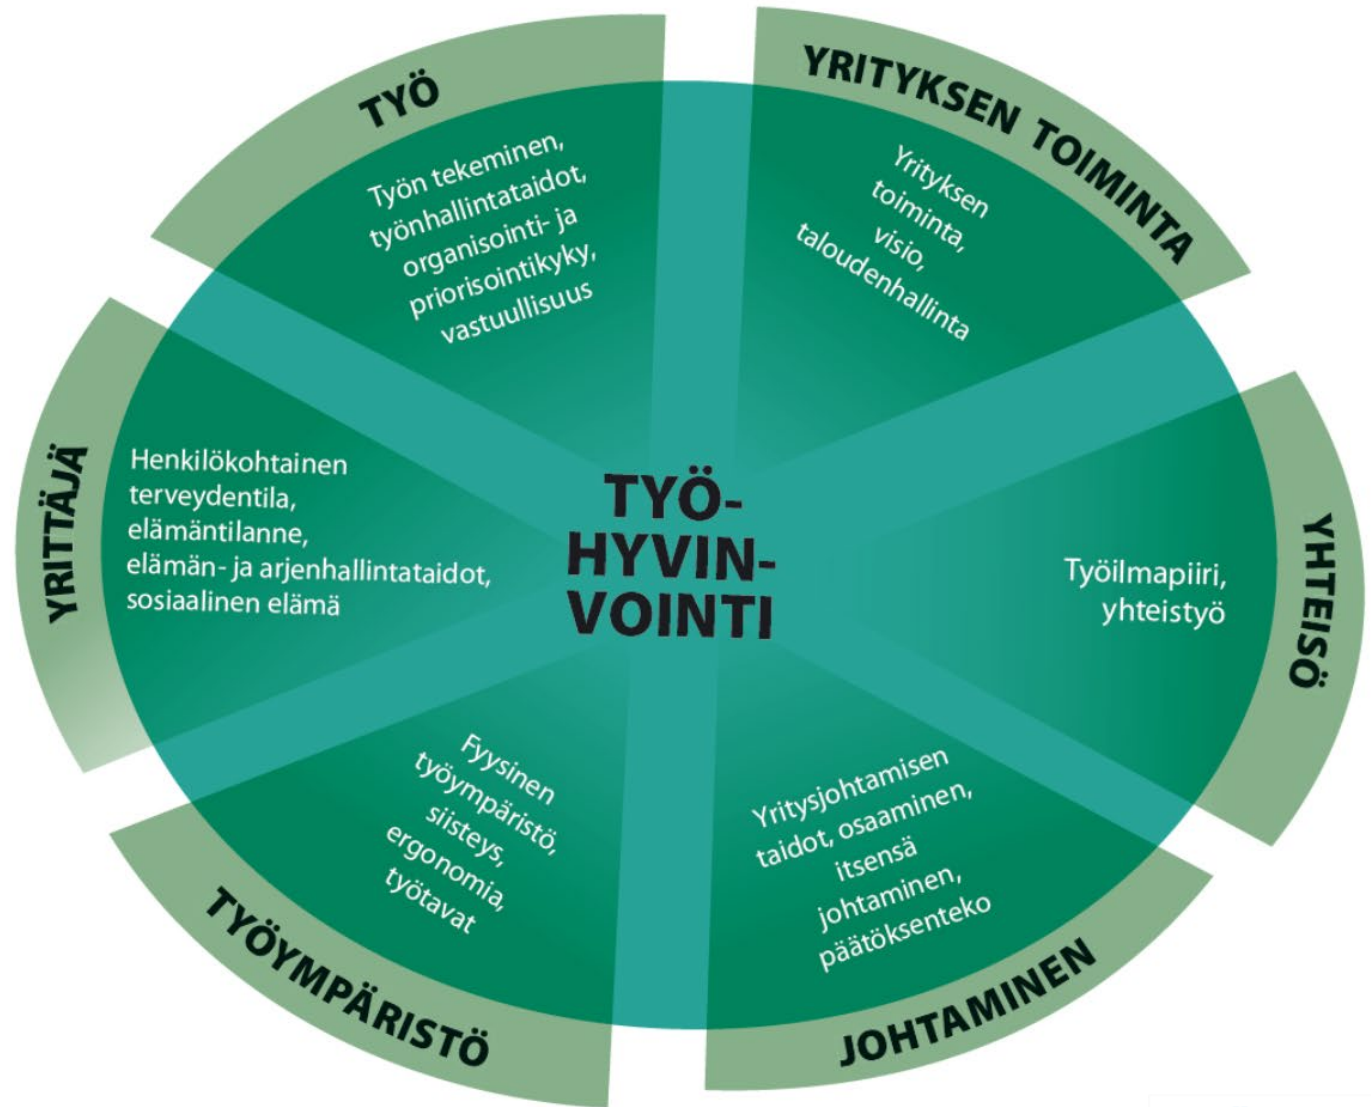 TYÖ
Työn tekeminen,
työnhallintataidot,
organisointi- ja
priorisointikyky,
vastuullisuus
YRITYKSEN TOIMINTA
Yrityksen
toiminta,
visio,
taloudenhallinta
YHTEISÖ
Työilmapiiri,
yhteistyö
JOHTAMINEN
Yritysjohtamisen
taidot, osaaminen,
itsensä
johtaminen,
päätöksenteko
TYÖYMPÄRISTÖ
Fyysinen
työympäristö,
siisteys,
ergonomia,
työtavat
YRITTÄJÄ
Henkilökohtainen
terveydentila,
elämäntilanne,
elämän- ja arjenhallintataidot,
sosiaalinen elämä
TYÖ-
HYVIN-
VOINTI